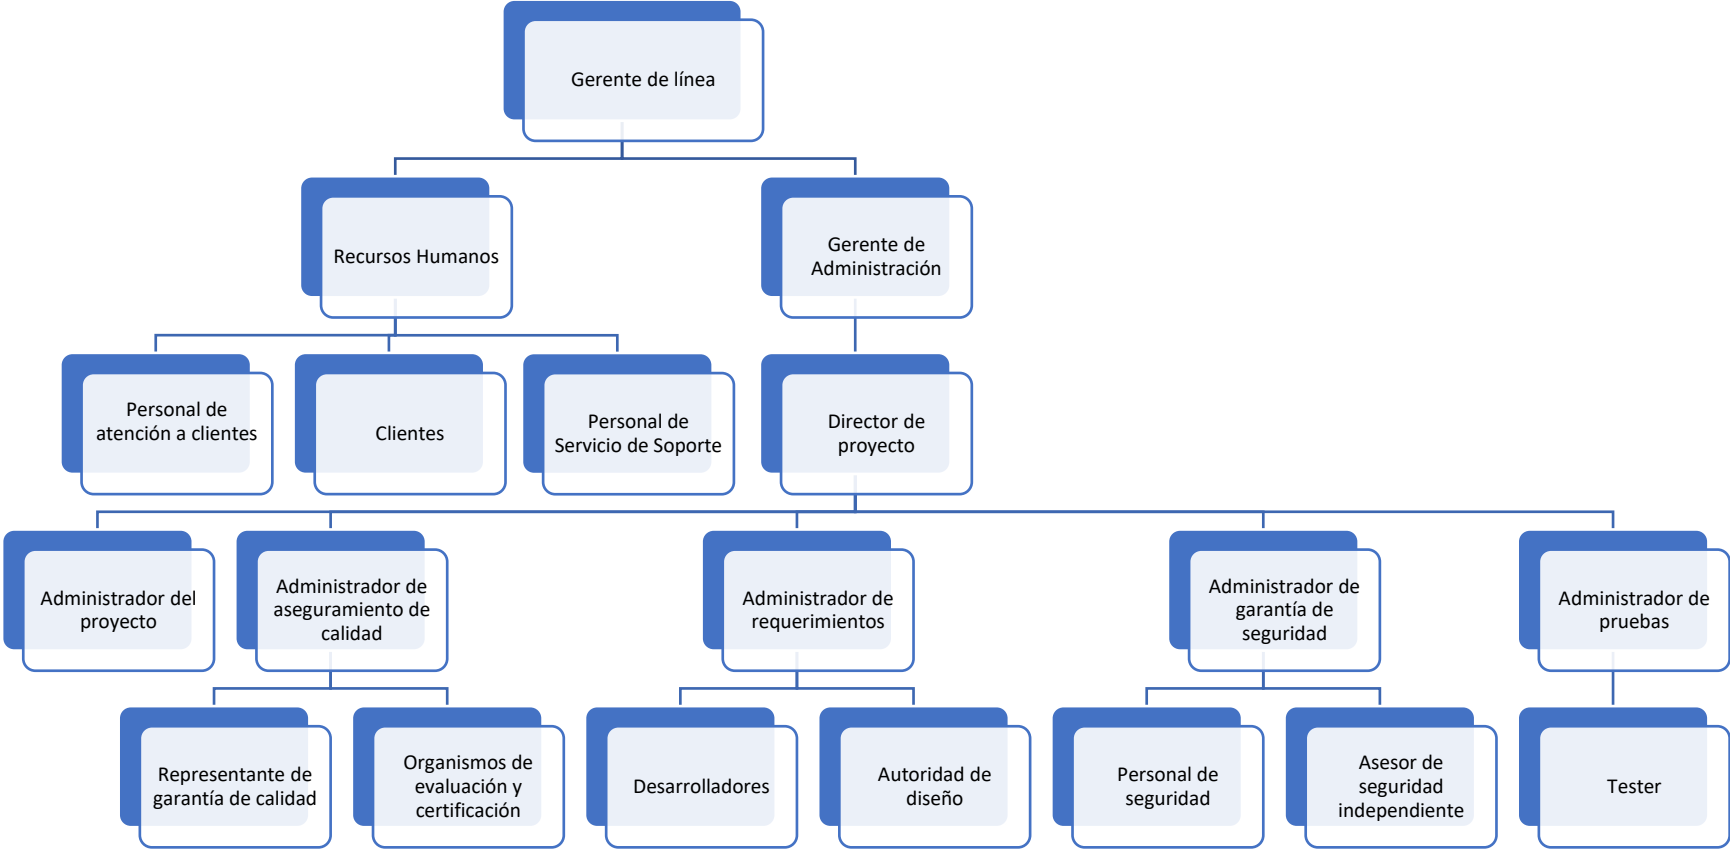 Gerente de línea
Recursos Humanos
Gerente de
Administración
Personal de
atención a clientes
Clientes
Personal de
Servicio de Soporte
Director de
proyecto
Administrador del
proyecto
Administrador de
aseguramiento de
calidad
Administrador de
requerimientos
Administrador de
garantía de
seguridad
Administrador de
pruebas
Representante de
garantía de calidad
Organismos de
evaluación y
certificación
Desarrolladores
Autoridad de
diseño
Personal de
seguridad
Asesor de
seguridad
independiente
Tester